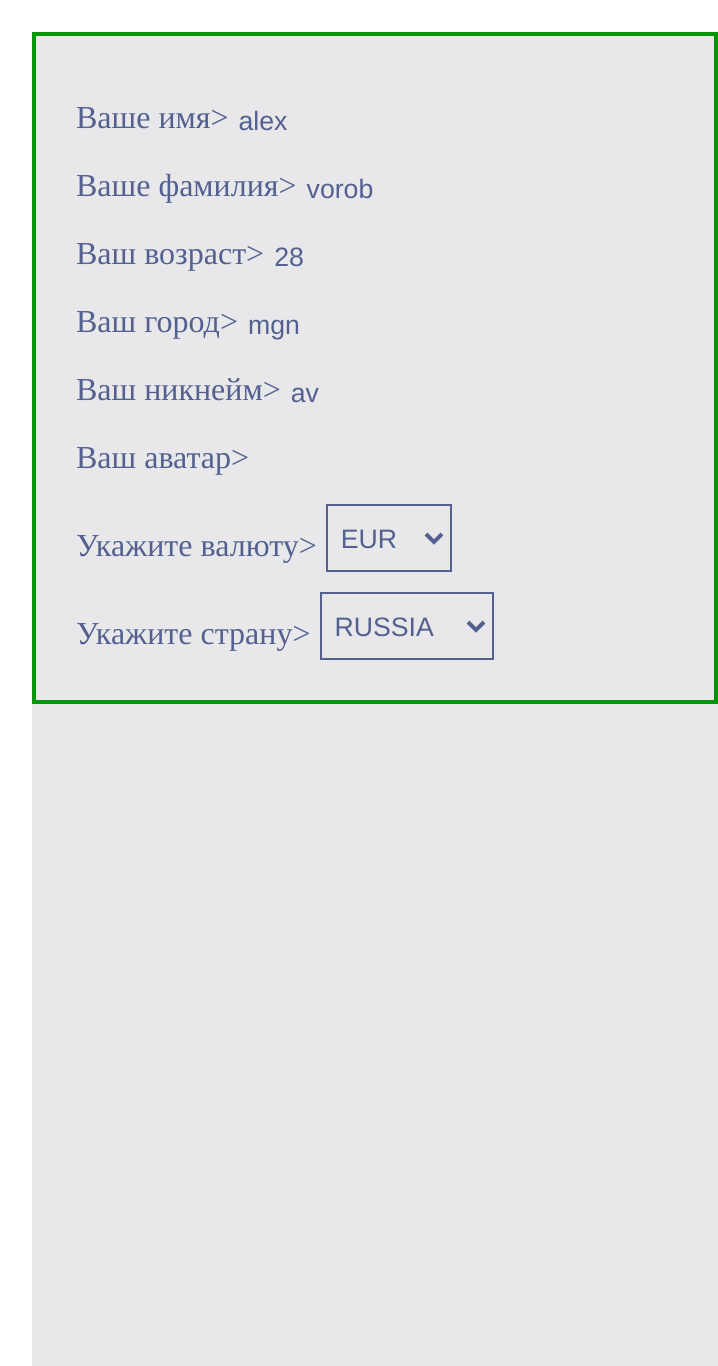 Ваше имя> alex
Ваше фамилия> vorob
Ваш возраст> 28
Ваш город> mgn
Ваш никнейм> av
Ваш аватар>
Укажите валюту> EUR
Укажите страну> RUSSIA